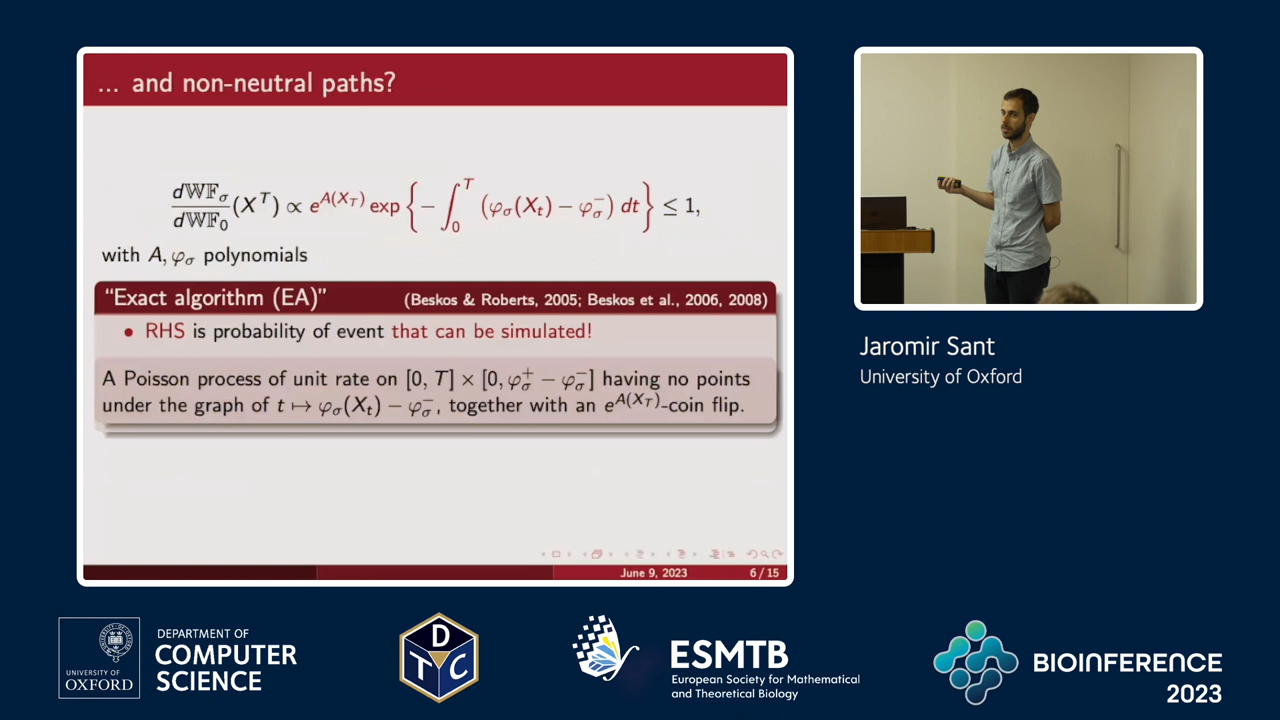 ... and non-neutral paths?
dWF_σ/dWF_0 (X^T) ∝ e^{A(X_T)} exp{ −∫_0^T (φ_σ(X_t) − φ_σ^−) dt } ≤ 1,
with A, φ_σ polynomials
"Exact algorithm (EA)" (Beskos & Roberts, 2005; Beskos et al., 2006, 2008)
• RHS is probability of event that can be simulated!
A Poisson process of unit rate on [0, T] × [0, φ_σ^+ − φ_σ^−] having no points
under the graph of t ↦ φ_σ(X_t) − φ_σ^−, together with an e^{A(X_T)}-coin flip.
June 9, 2023 6 / 15
Jaromir Sant
University of Oxford
UNIVERSITY OF
OXFORD
DEPARTMENT OF
COMPUTER
SCIENCE
D
T C
ESMTB
European Society for Mathematical
and Theoretical Biology
BIOINFERENCE
2023